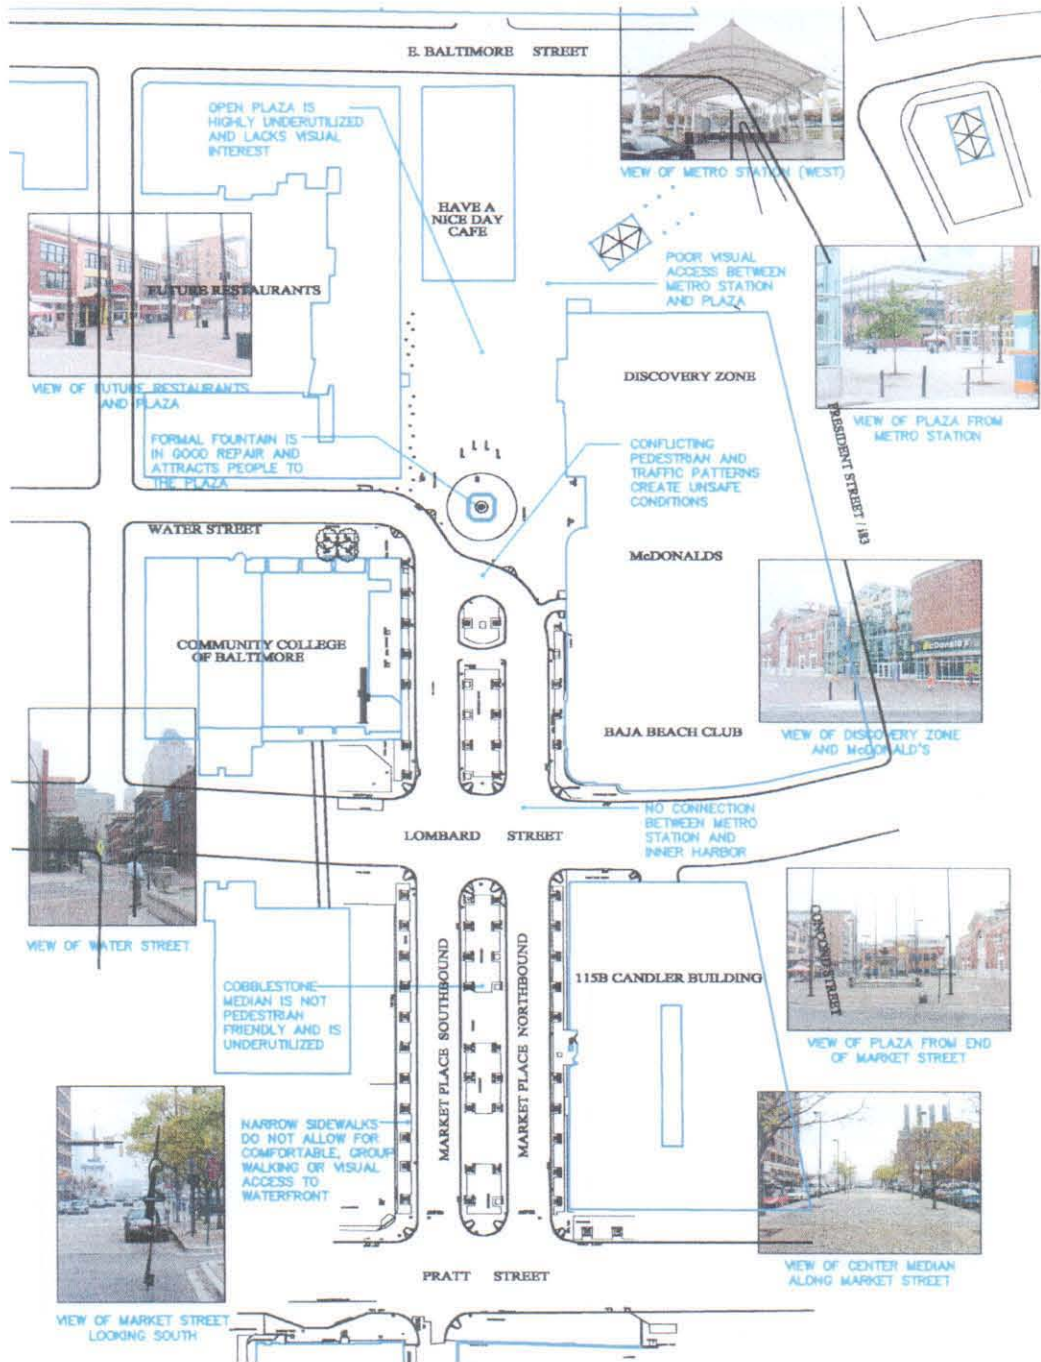 E. BALTIMORE STREET
OPEN PLAZA IS
HIGHLY UNDERUTILIZED
AND LACKS VISUAL
INTEREST
VIEW OF METRO STATION (WEST)
HAVE A
NICE DAY
CAFE
POOR VISUAL
ACCESS BETWEEN
METRO STATION
AND PLAZA
FUTURE RESTAURANTS
VIEW OF FUTURE RESTAURANTS
AND PLAZA
DISCOVERY ZONE
VIEW OF PLAZA FROM
METRO STATION
PRESIDENT STREET / I83
FORMAL FOUNTAIN IS
IN GOOD REPAIR AND
ATTRACTS PEOPLE TO
THE PLAZA
CONFLICTING
PEDESTRIAN AND
TRAFFIC PATTERNS
CREATE UNSAFE
CONDITIONS
WATER STREET
McDONALDS
COMMUNITY COLLEGE
OF BALTIMORE
BAJA BEACH CLUB
VIEW OF DISCOVERY ZONE
AND McDONALD'S
NO CONNECTION
BETWEEN METRO
STATION AND
INNER HARBOR
LOMBARD STREET
VIEW OF WATER STREET
CONCORD STREET
COBBLESTONE
MEDIAN IS NOT
PEDESTRIAN
FRIENDLY AND IS
UNDERUTILIZED
MARKET PLACE SOUTHBOUND
MARKET PLACE NORTHBOUND
115B CANDLER BUILDING
VIEW OF PLAZA FROM END
OF MARKET STREET
NARROW SIDEWALKS
DO NOT ALLOW FOR
COMFORTABLE, GROUP
WALKING OR VISUAL
ACCESS TO
WATERFRONT
VIEW OF CENTER MEDIAN
ALONG MARKET STREET
PRATT STREET
VIEW OF MARKET STREET
LOOKING SOUTH